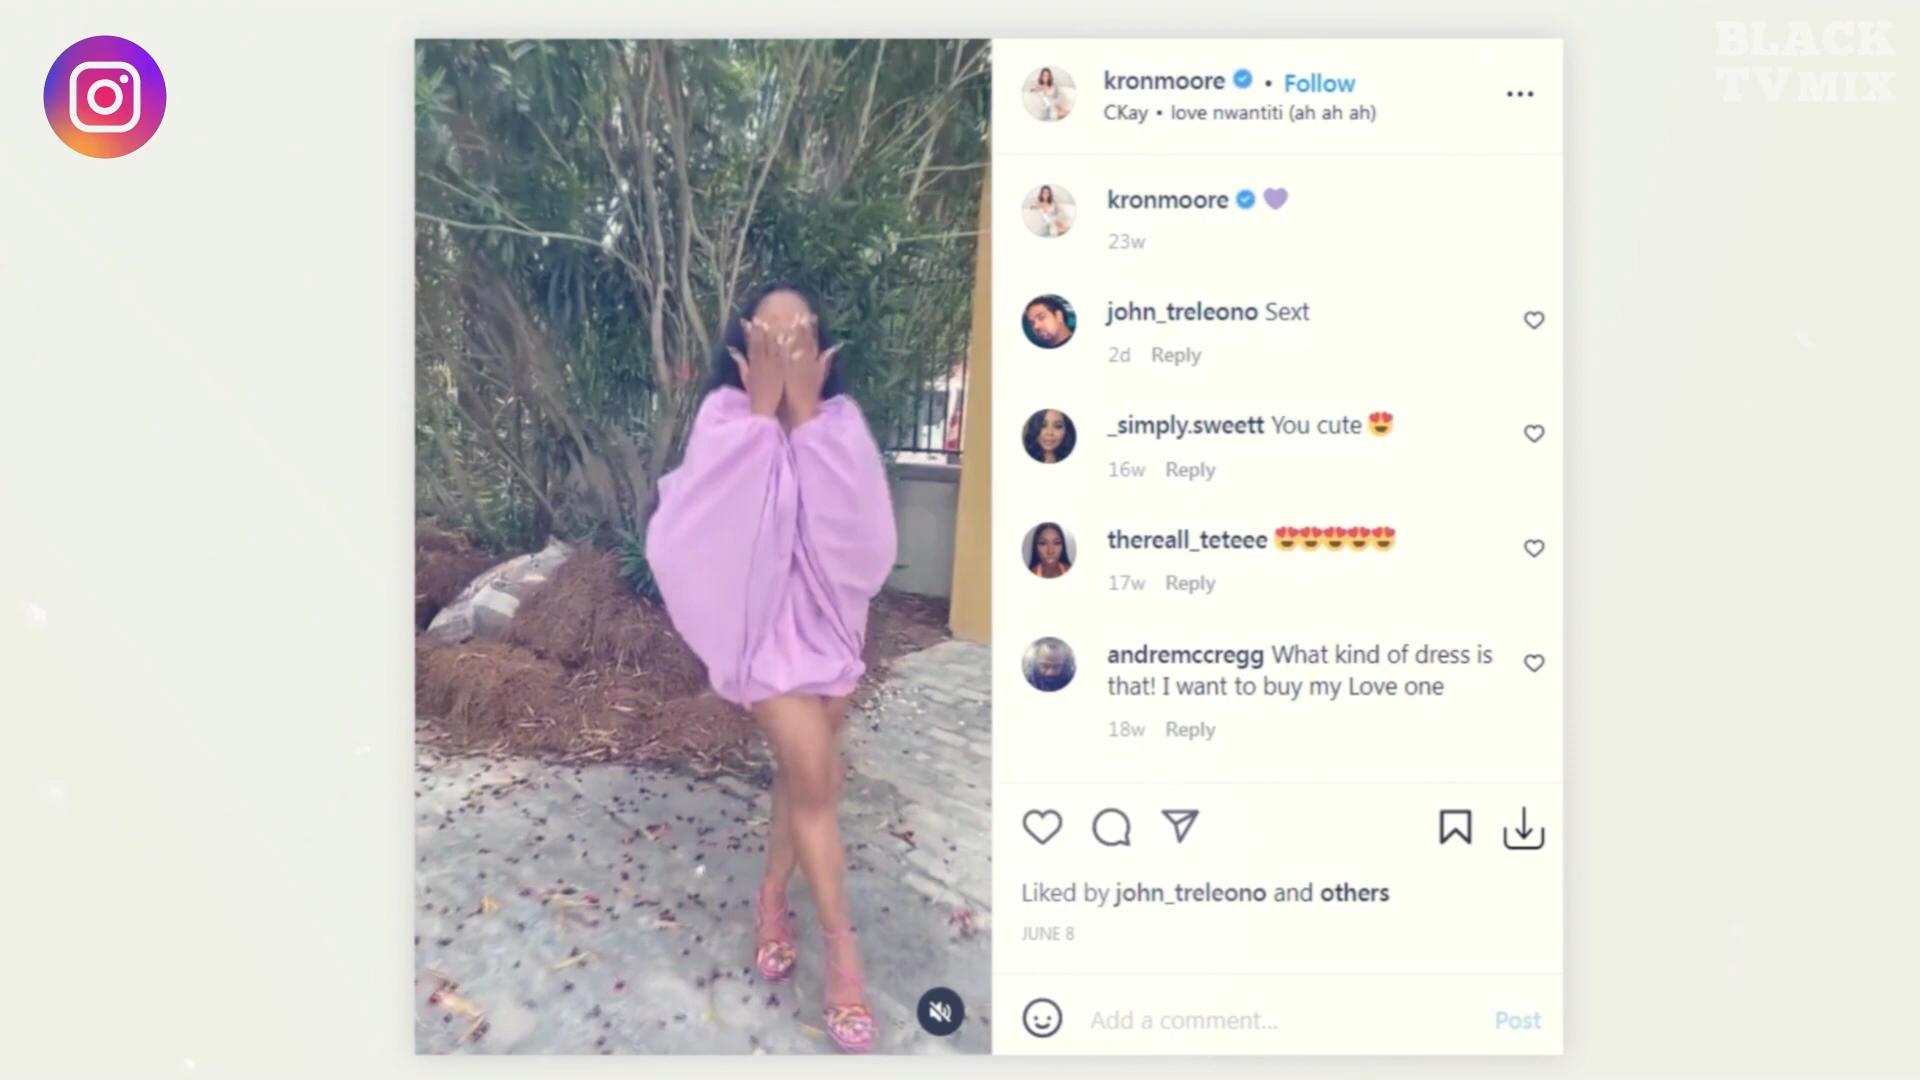 BLACK
TV MIX
kronmoore • Follow
CKay • love nwantiti (ah ah ah)
kronmoore 💜
23w
john_treleono Sext
2d Reply
_simply.sweett You cute 😍
16w Reply
thereall_teteee 😍😍😍😍😍
17w Reply
andremccregg What kind of dress is
that! I want to buy my Love one
18w Reply
Liked by john_treleono and others
JUNE 8
Add a comment...
Post